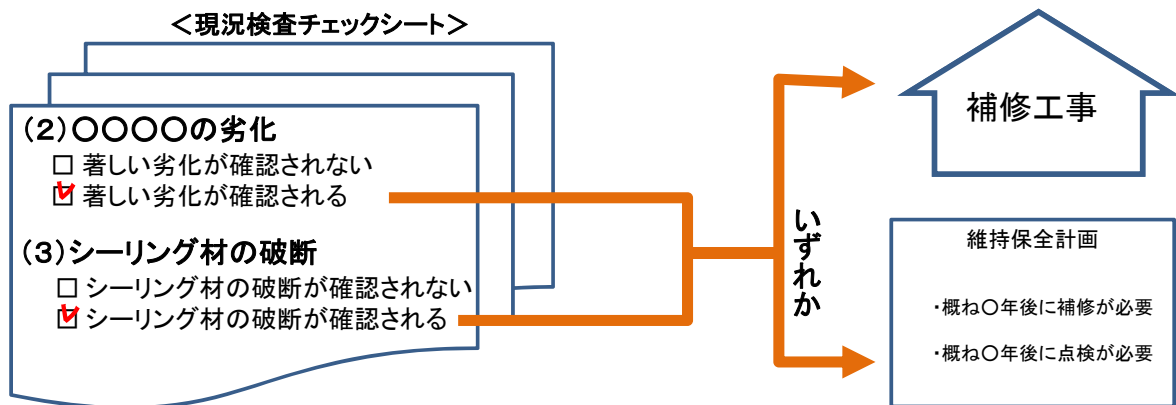 ＜現況検査チェックシート＞
(２)〇〇〇〇の劣化
□ 著しい劣化が確認されない
☑ 著しい劣化が確認される
(３)シーリング材の破断
□ シーリング材の破断が確認されない
☑ シーリング材の破断が確認される
いずれか
補修工事
維持保全計画
・概ね〇年後に補修が必要
・概ね〇年後に点検が必要